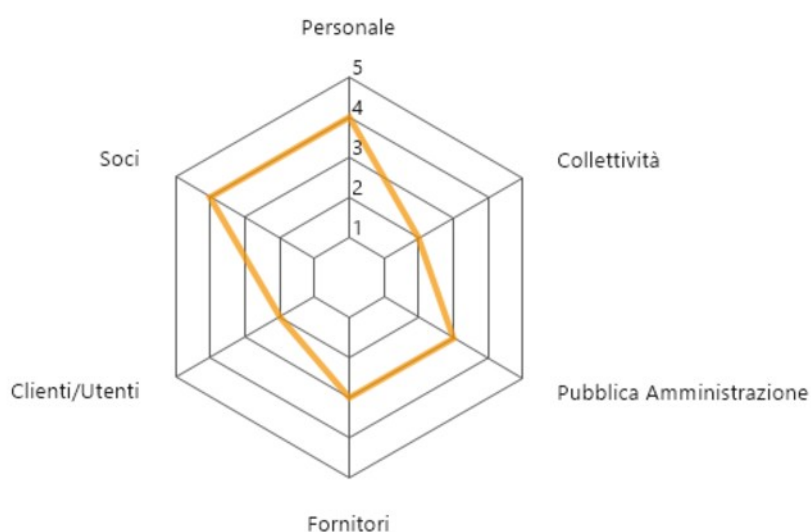 Personale
5
4
3
2
1
Soci
Collettività
Clienti/Utenti
Pubblica Amministrazione
Fornitori